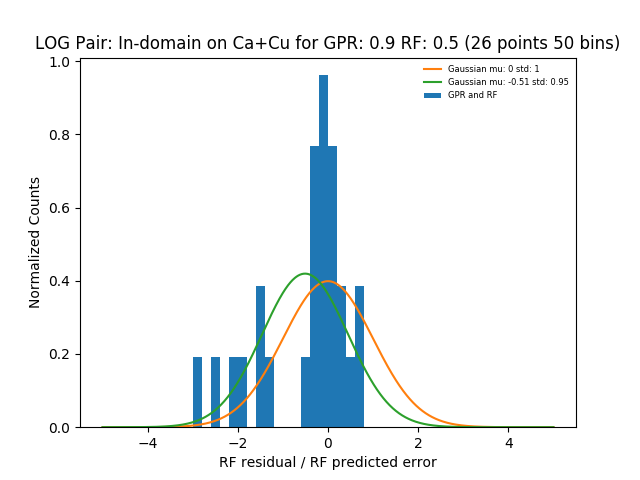 LOG Pair: In-domain on Ca+Cu for GPR: 0.9 RF: 0.5 (26 points 50 bins)
Gaussian mu: 0 std: 1
Gaussian mu: -0.51 std: 0.95
GPR and RF
Normalized Counts
1.0
0.8
0.6
0.4
0.2
0.0
−4
−2
0
2
4
RF residual / RF predicted error